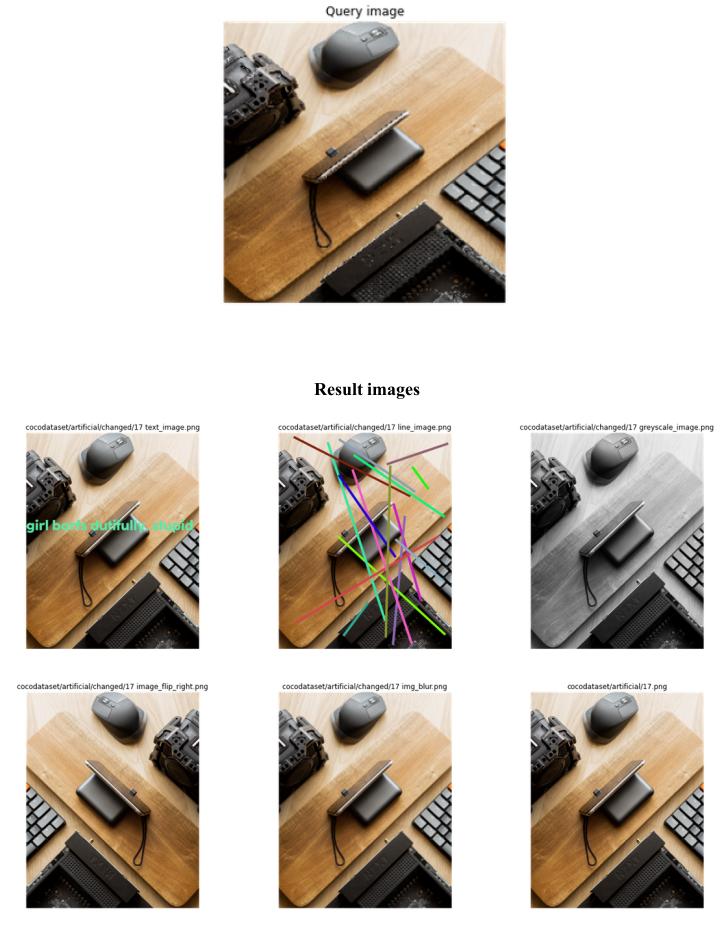 Query image
Result images
cocodataset/artificial/changed/17 text_image.png
cocodataset/artificial/changed/17 line_image.png
cocodataset/artificial/changed/17 greyscale_image.png
girl dutifully, stupid
cocodataset/artificial/changed/17 image_flip_right.png
cocodataset/artificial/changed/17 img_blur.png
cocodataset/artificial/17.png